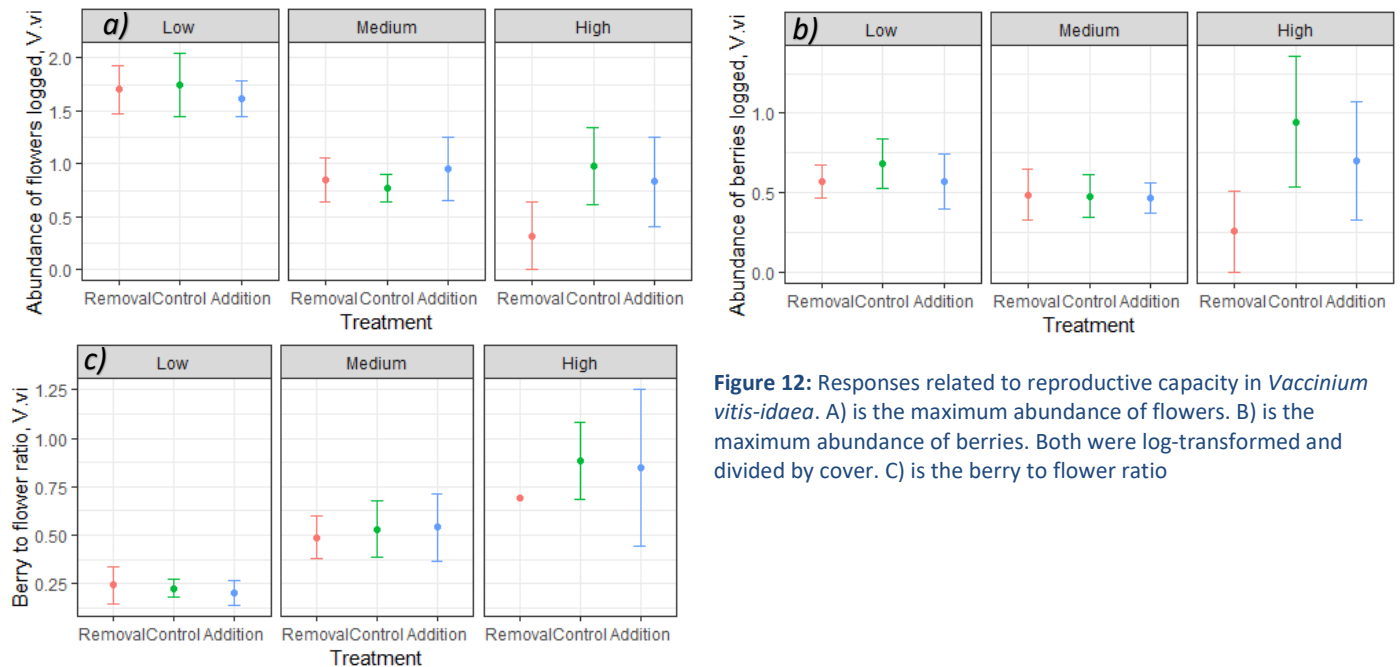 a)
Low Medium High
Abundance of flowers logged, V.vi
2.0
1.5
1.0
0.5
0.0
Removal Control Addition Removal Control Addition Removal Control Addition
Treatment
b)
Low Medium High
Abundance of berries logged, V.vi
1.0
0.5
0.0
Removal Control Addition Removal Control Addition Removal Control Addition
Treatment
c)
Low Medium High
Berry to flower ratio, V.vi
1.25
1.00
0.75
0.50
0.25
Removal Control Addition Removal Control Addition Removal Control Addition
Treatment
Figure 12: Responses related to reproductive capacity in Vaccinium
vitis-idaea. A) is the maximum abundance of flowers. B) is the
maximum abundance of berries. Both were log-transformed and
divided by cover. C) is the berry to flower ratio